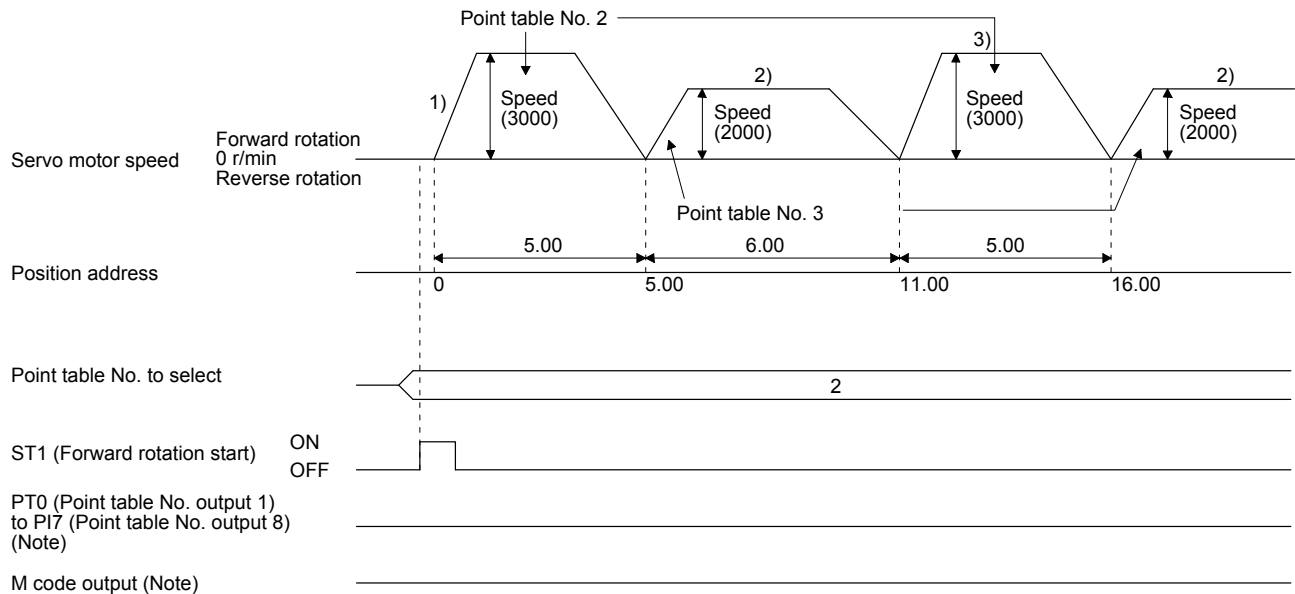 Point table No. 2
3)
2)
2)
1)
Speed
(3000)
Speed
(2000)
Speed
(3000)
Speed
(2000)
Forward rotation
Servo motor speed
0 r/min
Reverse rotation
Point table No. 3
5.00
6.00
5.00
Position address
0
5.00
11.00
16.00
Point table No. to select
2
ST1 (Forward rotation start)
ON
OFF
PT0 (Point table No. output 1)
to PI7 (Point table No. output 8)
(Note)
M code output (Note)